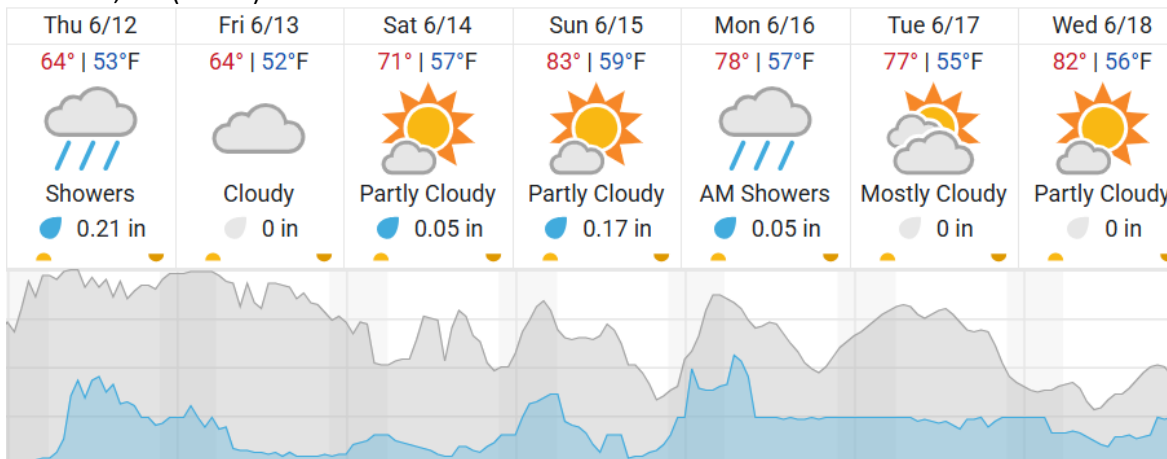 Thu 6/12 Fri 6/13 Sat 6/14 Sun 6/15 Mon 6/16 Tue 6/17 Wed 6/18
64° | 53°F 64° | 52°F 71° | 57°F 83° | 59°F 78° | 57°F 77° | 55°F 82° | 56°F
Showers Cloudy Partly Cloudy Partly Cloudy AM Showers Mostly Cloudy Partly Cloudy
0.21 in 0 in 0.05 in 0.17 in 0.05 in 0 in 0 in